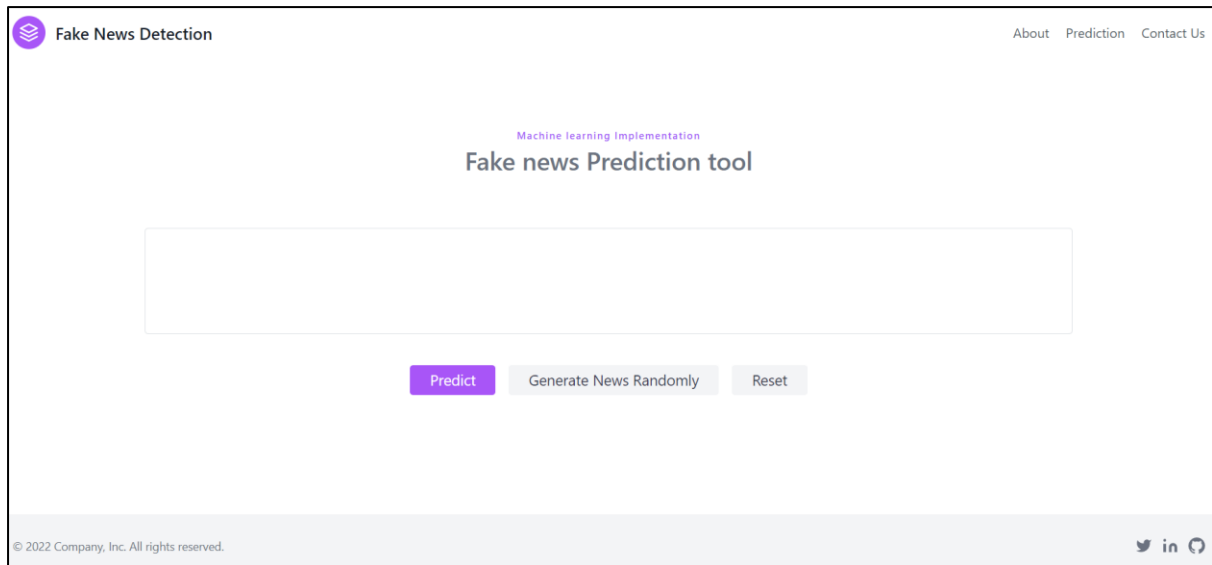 Fake News Detection
About Prediction Contact Us
Machine learning Implementation
Fake news Prediction tool
Predict Generate News Randomly Reset
© 2022 Company, Inc. All rights reserved.
in